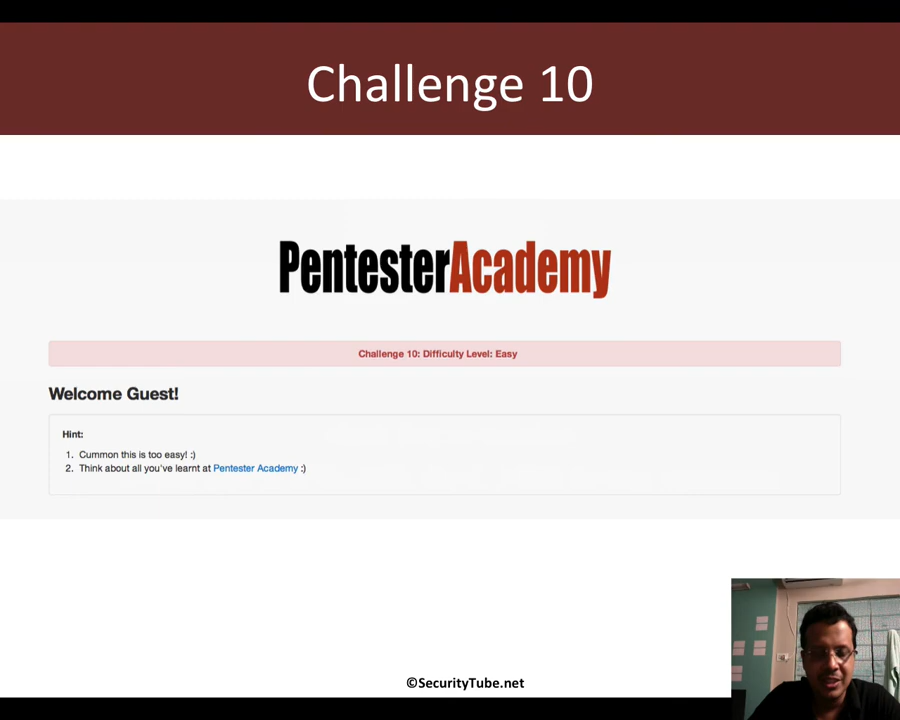 Challenge 10
PentesterAcademy
Challenge 10: Difficulty Level: Easy
Welcome Guest!
Hint:
1. Cummon this is too easy! :)
2. Think about all you've learnt at Pentester Academy :)
©SecurityTube.net